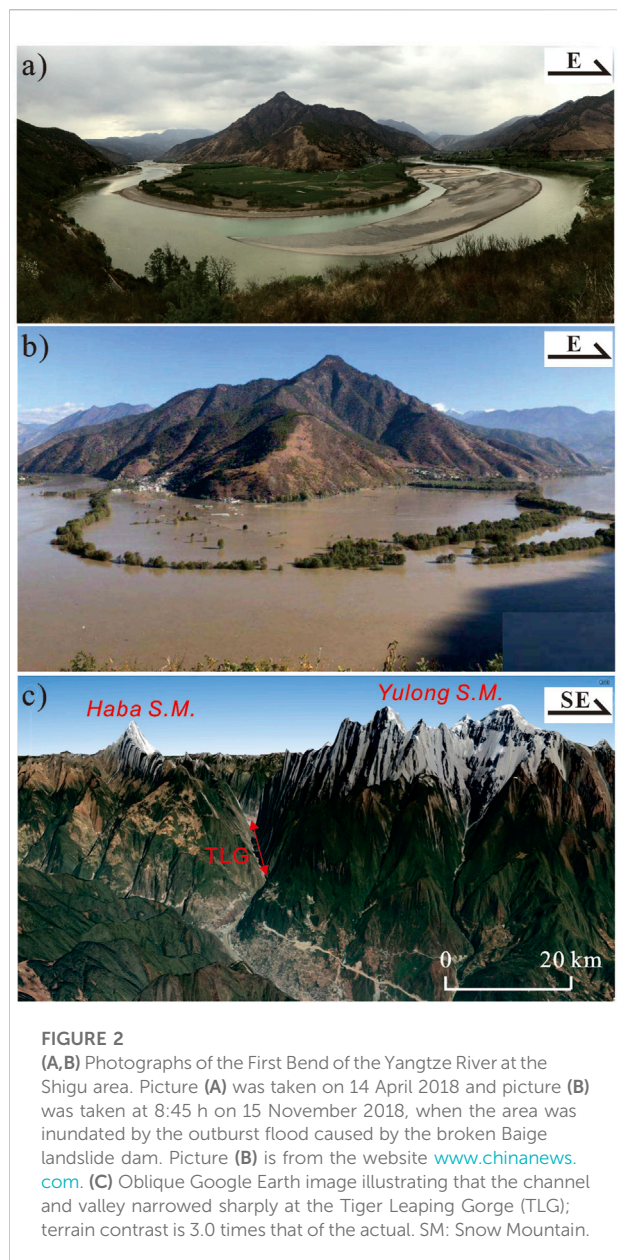 a)
E
b)
E
c)
SE
Haba S.M.
Yulong S.M.
TLG
0 20 km
FIGURE 2
(A,B) Photographs of the First Bend of the Yangtze River at the
Shigu area. Picture (A) was taken on 14 April 2018 and picture (B)
was taken at 8:45 h on 15 November 2018, when the area was
inundated by the outburst flood caused by the broken Baige
landslide dam. Picture (B) is from the website www.chinanews.
com. (C) Oblique Google Earth image illustrating that the channel
and valley narrowed sharply at the Tiger Leaping Gorge (TLG);
terrain contrast is 3.0 times that of the actual. SM: Snow Mountain.